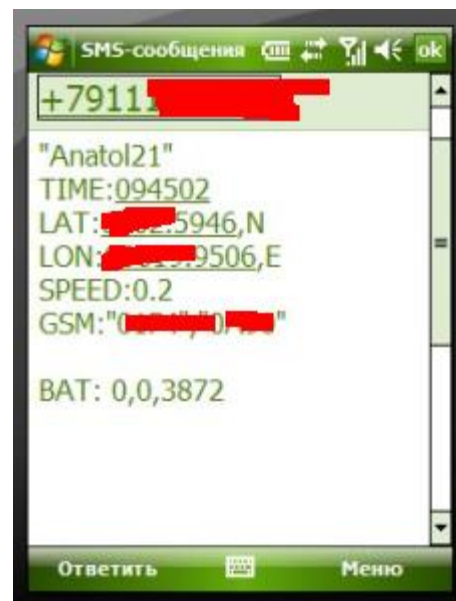 SMS-сообщения ok
+79111
"Anatol21"
TIME:094502
LAT: .5946,N
LON: .9506,E
SPEED:0.2
GSM:"
BAT: 0,0,3872
Ответить Меню